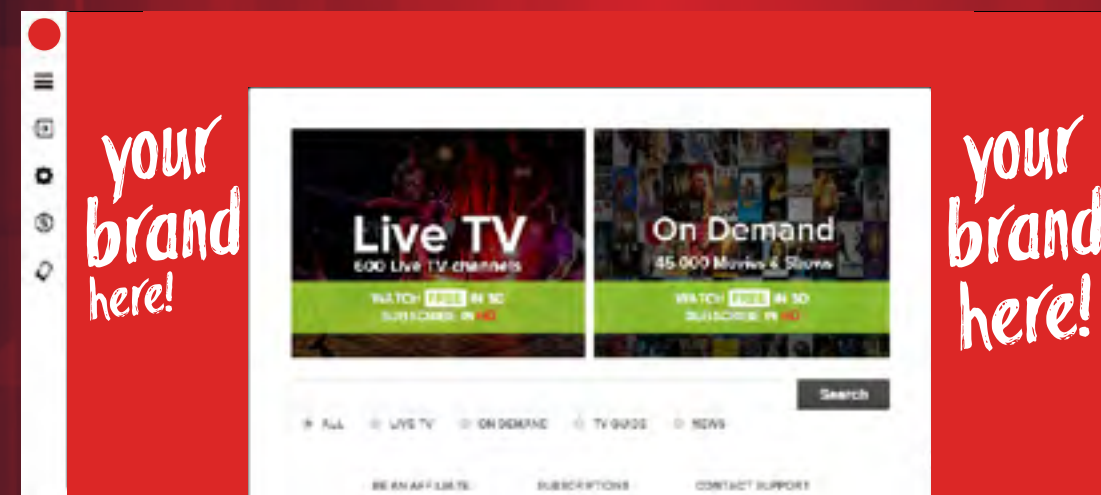 your
brand
here!
Live TV
600 Live TV channels
WATCH FREE IN SD
SUBSCRIBE IN HD
On Demand
45 000 Movies & Shows
WATCH FREE IN SD
SUBSCRIBE IN HD
Search
ALL LIVE TV ON DEMAND TV GUIDE NEWS
BE AN AFFILIATE SUBSCRIPTIONS CONTACT SUPPORT
your
brand
here!